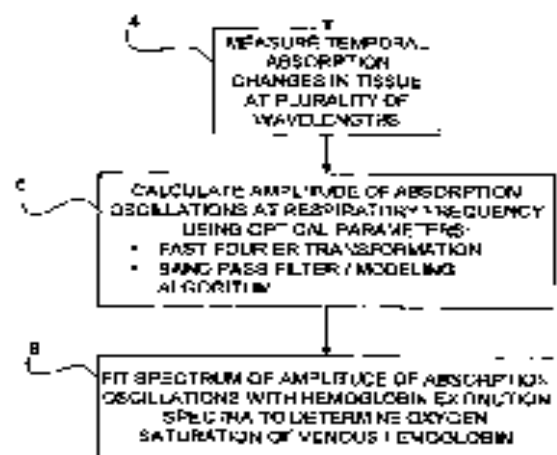 4
MEASURE TEMPORAL
ABSORPTION
CHANGES IN TISSUE
AT PLURALITY OF
WAVELENGTHS
CALCULATE AMPLITUDE OF ABSORPTION
OSCILLATIONS AT RESPIRATORY FREQUENCY
USING OPTICAL PARAMETERS:
• FAST FOURIER TRANSFORMATION
• BAND PASS FILTER / MODELING
ALGORITHM
8
FIT SPECTRUM OF AMPLITUDE OF ABSORPTION
OSCILLATIONS WITH HEMOGLOBIN EXTINCTION
SPECTRA TO DETERMINE OXYGEN
SATURATION OF VENOUS HEMOGLOBIN